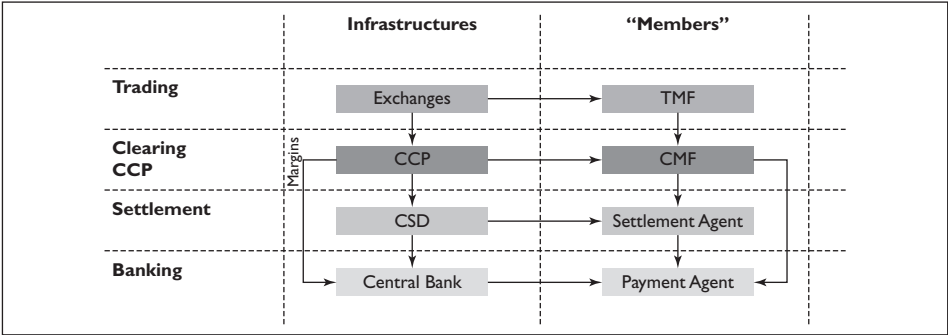 Infrastructures
“Members”
Trading
Exchanges
TMF
Clearing
CCP
Margins
CCP
CMF
Settlement
CSD
Settlement Agent
Banking
Central Bank
Payment Agent